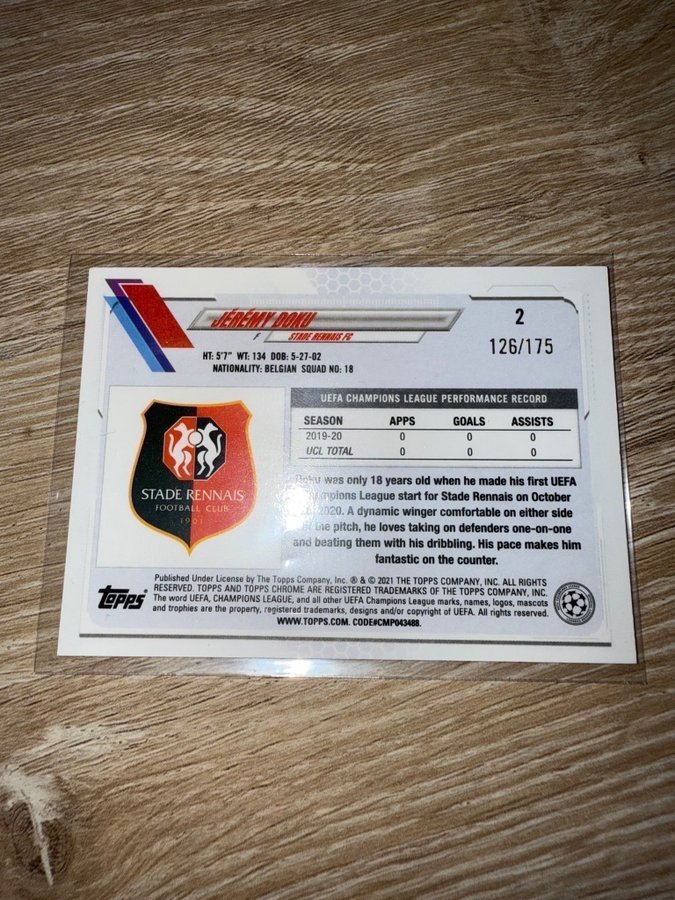 JÉRÉMY DOKU
F STADE RENNAIS FC
2
126/175
HT: 5'7" WT: 134 DOB: 5-27-02
NATIONALITY: BELGIAN SQUAD NO: 18
UEFA CHAMPIONS LEAGUE PERFORMANCE RECORD
SEASON APPS GOALS ASSISTS
2019-20 0 0 0
UCL TOTAL 0 0 0
STADE RENNAIS
FOOTBALL CLUB
1901
Doku was only 18 years old when he made his first UEFA
Champions League start for Stade Rennais on October
2020. A dynamic winger comfortable on either side
of the pitch, he loves taking on defenders one-on-one
and beating them with his dribbling. His pace makes him
fantastic on the counter.
Topps
Published Under License by The Topps Company, Inc. ® & © 2021 THE TOPPS COMPANY, INC. ALL RIGHTS
RESERVED. TOPPS AND TOPPS CHROME ARE REGISTERED TRADEMARKS OF THE TOPPS COMPANY, INC.
The word UEFA, CHAMPIONS LEAGUE, and all other UEFA Champions League marks, names, logos, mascots
and trophies are the property, registered trademarks, designs and/or copyright of UEFA. All rights reserved.
WWW.TOPPS.COM. CODE#CMP043488.